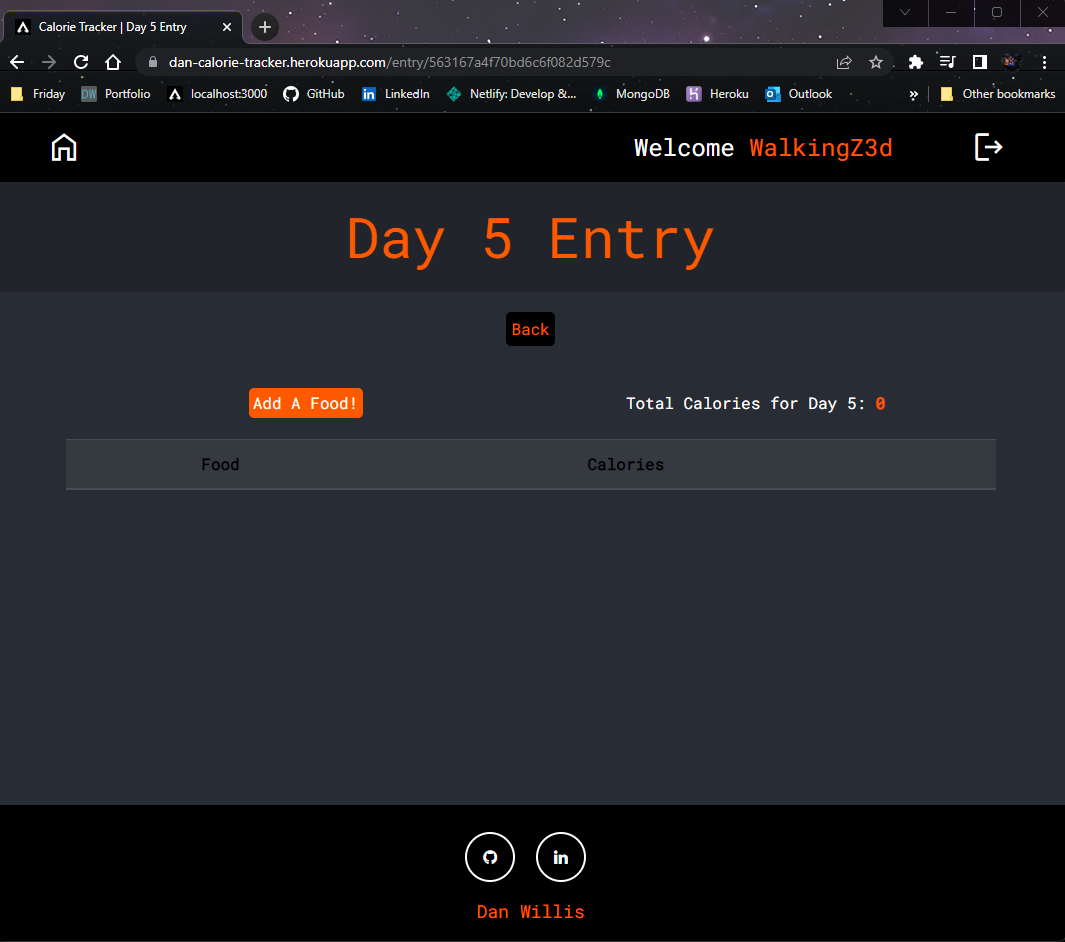 Calorie Tracker | Day 5 Entry
dan-calorie-tracker.herokuapp.com/entry/563167a4f70bd6c6f082d579c
Friday DW Portfolio localhost:3000 GitHub in LinkedIn Netlify: Develop &... MongoDB Heroku Outlook » Other bookmarks
Welcome WalkingZ3d
Day 5 Entry
Back
Add A Food! Total Calories for Day 5: 0
Food Calories
in
Dan Willis